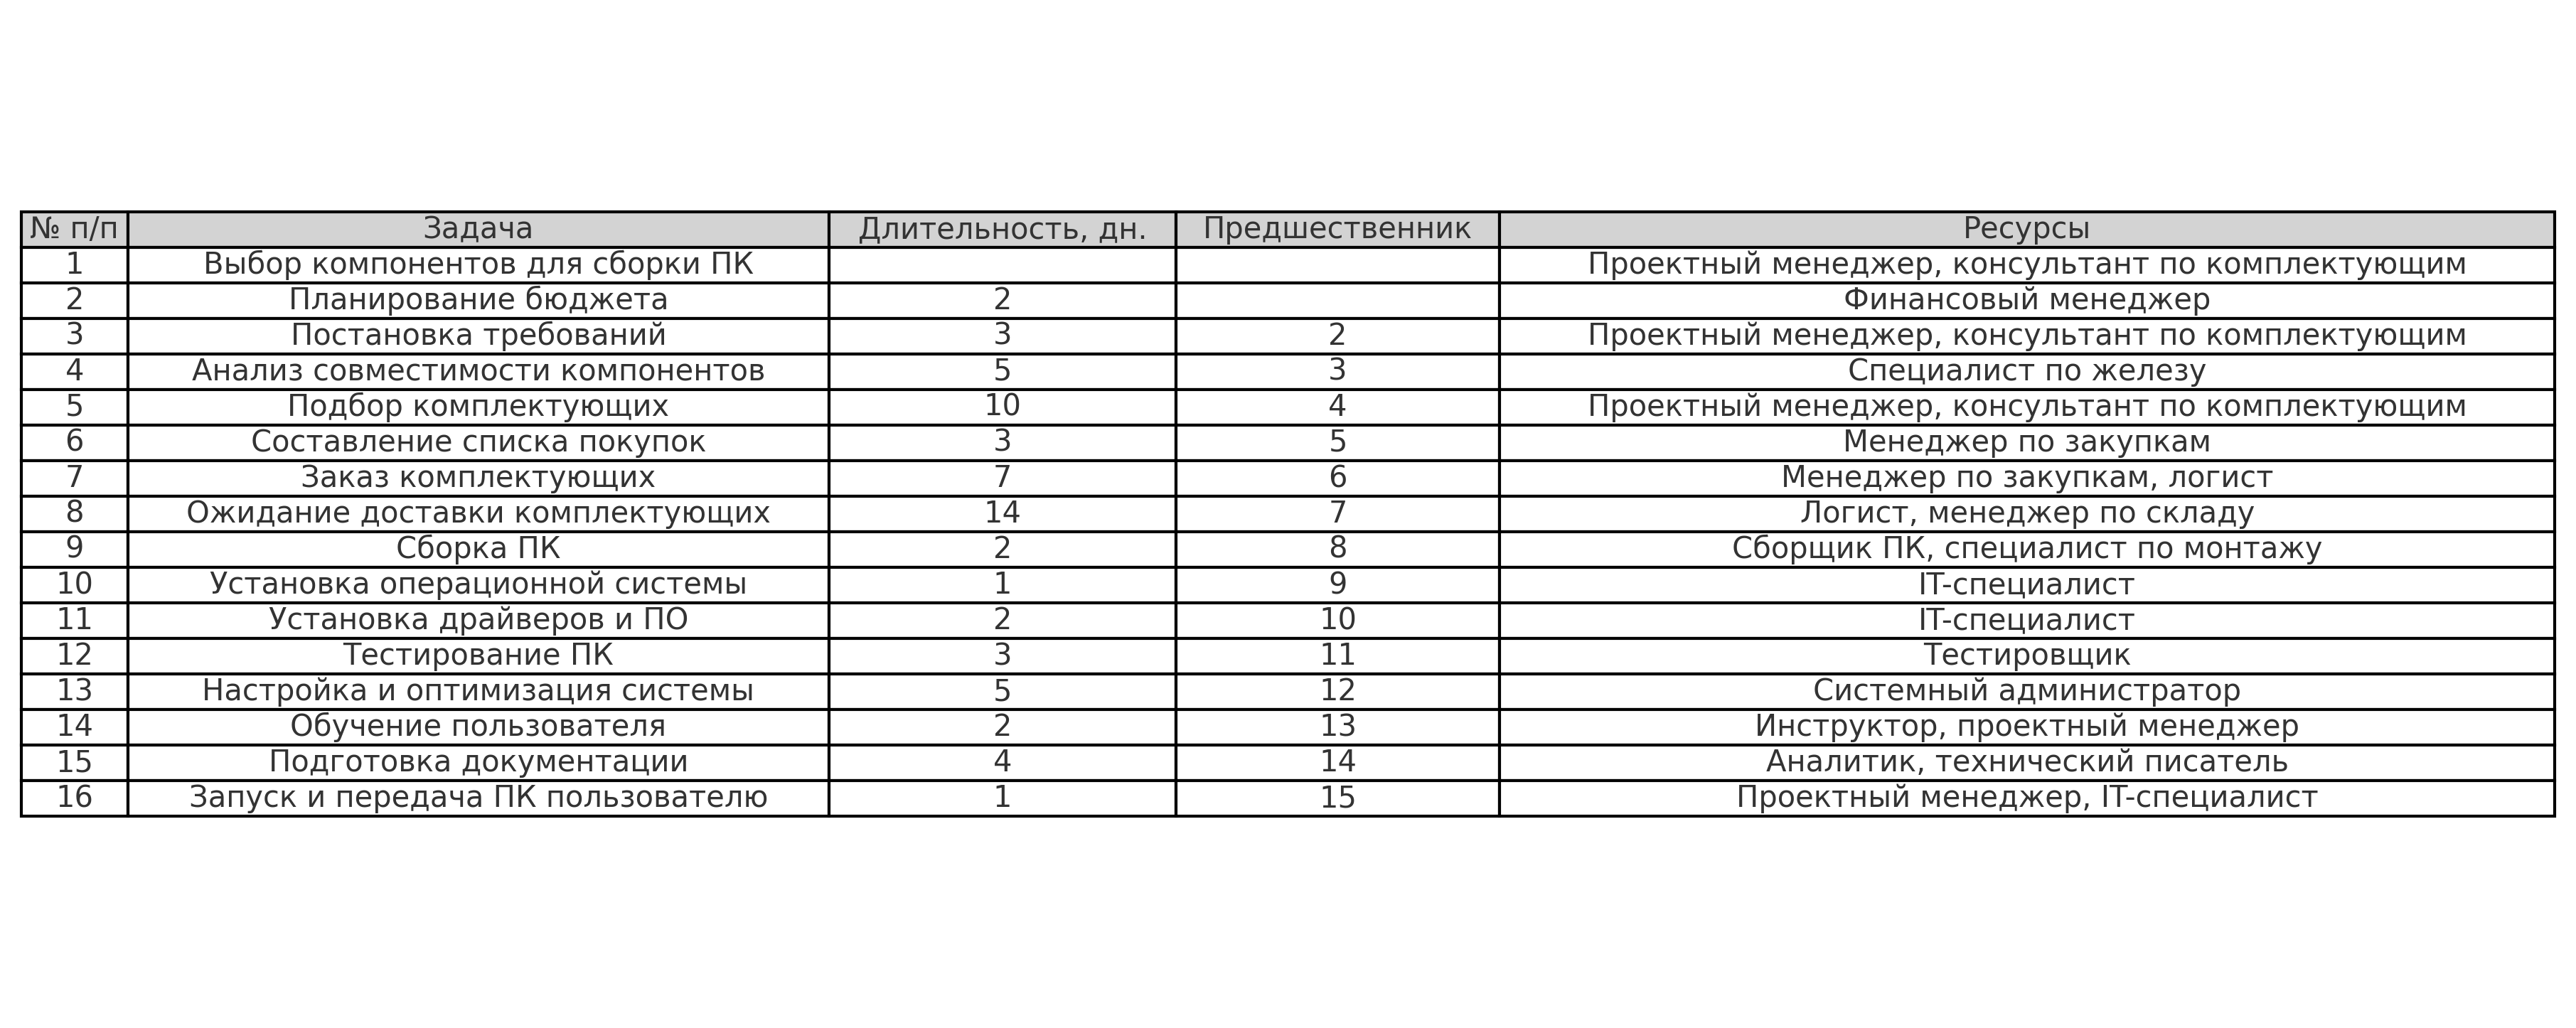 № п/п Задача Длительность, дн. Предшественник Ресурсы
1 Выбор компонентов для сборки ПК Проектный менеджер, консультант по комплектующим
2 Планирование бюджета 2 Финансовый менеджер
3 Постановка требований 3 2 Проектный менеджер, консультант по комплектующим
4 Анализ совместимости компонентов 5 3 Специалист по железу
5 Подбор комплектующих 10 4 Проектный менеджер, консультант по комплектующим
6 Составление списка покупок 3 5 Менеджер по закупкам
7 Заказ комплектующих 7 6 Менеджер по закупкам, логист
8 Ожидание доставки комплектующих 14 7 Логист, менеджер по складу
9 Сборка ПК 2 8 Сборщик ПК, специалист по монтажу
10 Установка операционной системы 1 9 IT-специалист
11 Установка драйверов и ПО 2 10 IT-специалист
12 Тестирование ПК 3 11 Тестировщик
13 Настройка и оптимизация системы 5 12 Системный администратор
14 Обучение пользователя 2 13 Инструктор, проектный менеджер
15 Подготовка документации 4 14 Аналитик, технический писатель
16 Запуск и передача ПК пользователю 1 15 Проектный менеджер, IT-специалист